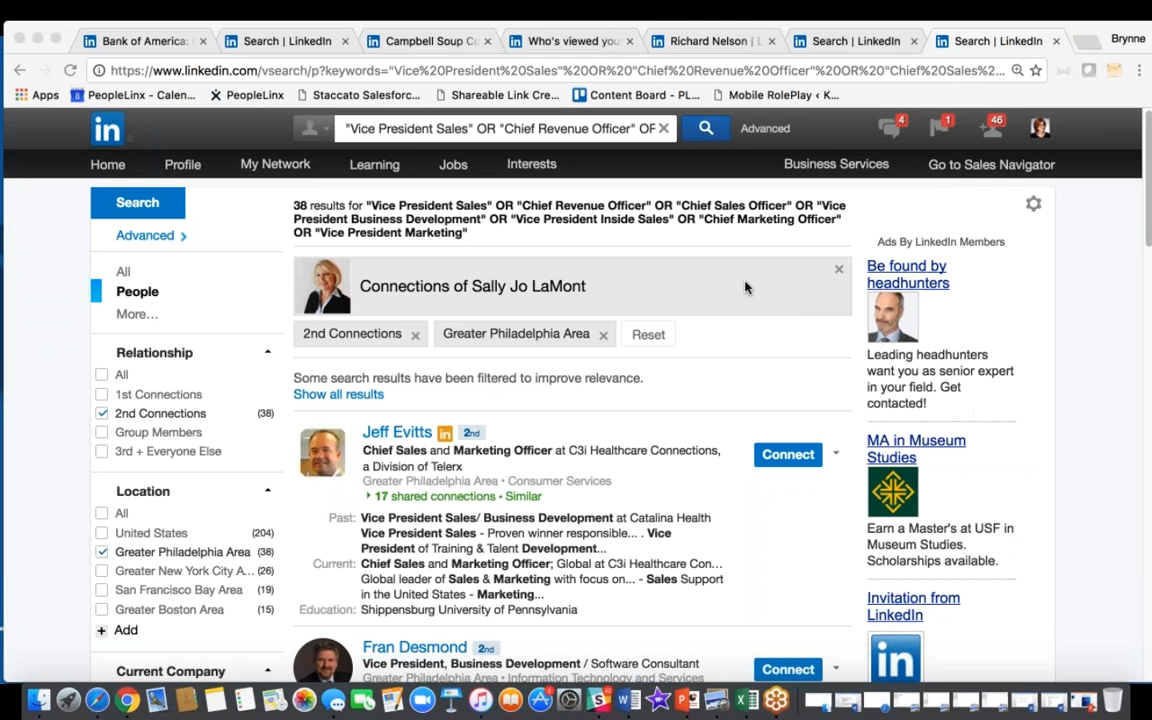 Bank of America:
Search | LinkedIn
Campbell Soup Co
Who's viewed you
Richard Nelson | L
Search | LinkedIn
Search | LinkedIn
Brynne
https://www.linkedin.com/vsearch/p?keywords="Vice%20President%20Sales"%20OR%20"Chief%20Revenue%20Officer"%20OR%20"Chief%20Sales%2...
Apps
8 PeopleLinx - Calen...
PeopleLinx
Staccato Salesforc...
Shareable Link Cre...
Content Board - PL...
Mobile RolePlay ‹ K...
in
"Vice President Sales" OR "Chief Revenue Officer" OF
Advanced
4
1
46
Home
Profile
My Network
Learning
Jobs
Interests
Business Services
Go to Sales Navigator
Search
Advanced
All
People
More...
Relationship
All
1st Connections
2nd Connections (38)
Group Members
3rd + Everyone Else
Location
All
United States (204)
Greater Philadelphia Area (38)
Greater New York City A... (26)
San Francisco Bay Area (19)
Greater Boston Area (15)
+ Add
Current Company
38 results for "Vice President Sales" OR "Chief Revenue Officer" OR "Chief Sales Officer" OR "Vice
President Business Development" OR "Vice President Inside Sales" OR "Chief Marketing Officer"
OR "Vice President Marketing"
Connections of Sally Jo LaMont
2nd Connections
Greater Philadelphia Area
Reset
Some search results have been filtered to improve relevance.
Show all results
Jeff Evitts in 2nd
Chief Sales and Marketing Officer at C3i Healthcare Connections,
a Division of Telerx
Greater Philadelphia Area • Consumer Services
17 shared connections • Similar
Connect
Past: Vice President Sales/ Business Development at Catalina Health
Vice President Sales - Proven winner responsible... . Vice
President of Training & Talent Development...
Current: Chief Sales and Marketing Officer; Global at C3i Healthcare Con...
Global leader of Sales & Marketing with focus on... - Sales Support
in the United States - Marketing...
Education: Shippensburg University of Pennsylvania
Fran Desmond 2nd
Vice President, Business Development / Software Consultant
Greater Philadelphia Area • Information Technology and Services
Connect
Ads By LinkedIn Members
Be found by
headhunters
Leading headhunters
want you as senior expert
in your field. Get
contacted!
MA in Museum
Studies
Earn a Master's at USF in
Museum Studies.
Scholarships available.
Invitation from
LinkedIn
in